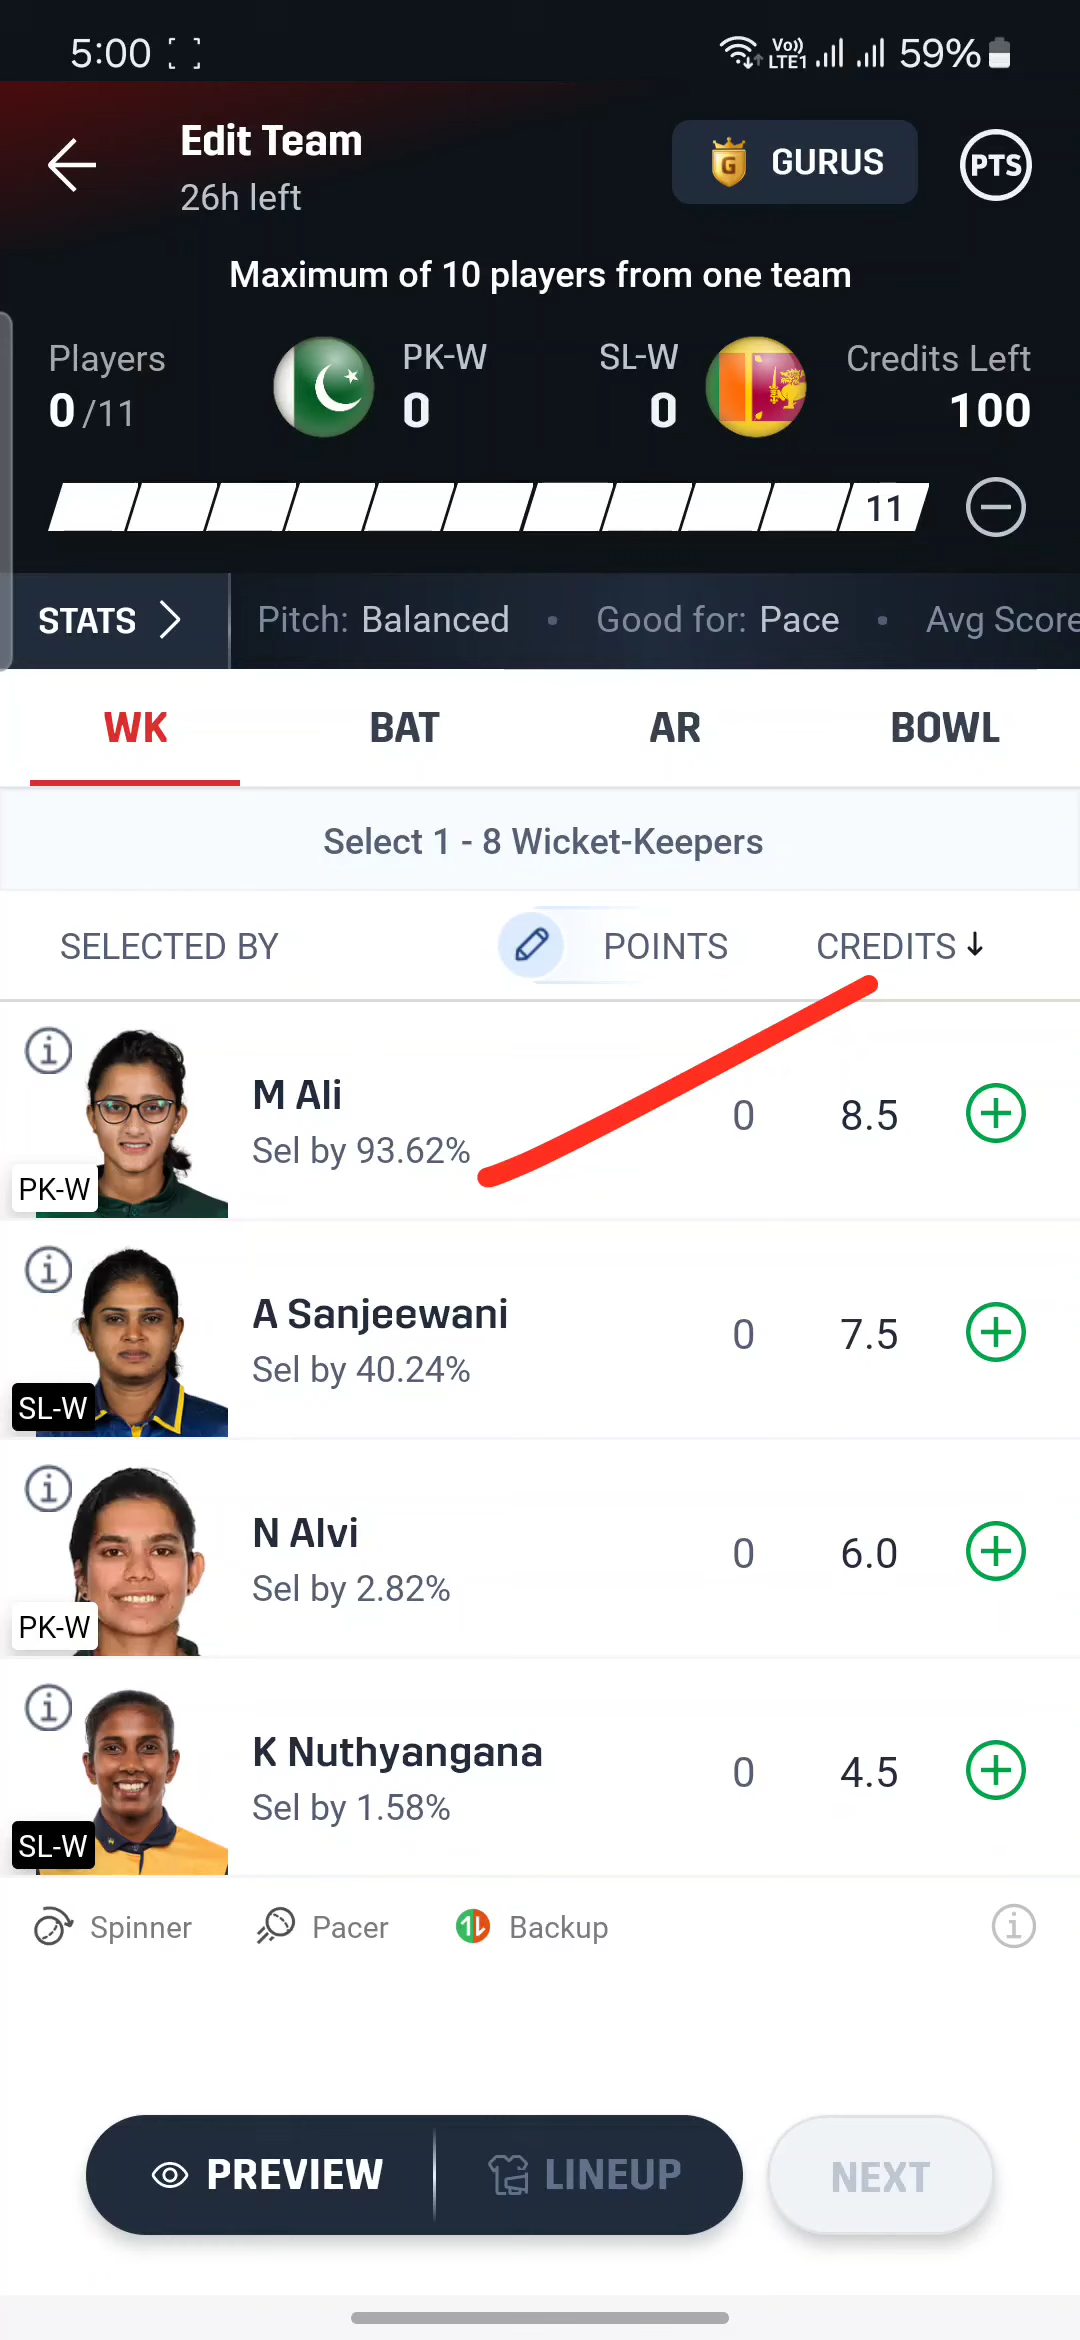 5:00
Vo)) LTE1 59%
Edit Team
26h left
G GURUS
PTS
Maximum of 10 players from one team
Players
0/11
PK-W
0
SL-W
0
Credits Left
100
11
STATS
Pitch: Balanced • Good for: Pace • Avg Score
WK BAT AR BOWL
Select 1 - 8 Wicket-Keepers
SELECTED BY POINTS CREDITS ↓
M Ali
Sel by 93.62%
PK-W
0 8.5
A Sanjeewani
Sel by 40.24%
SL-W
0 7.5
N Alvi
Sel by 2.82%
PK-W
0 6.0
K Nuthyangana
Sel by 1.58%
SL-W
0 4.5
Spinner Pacer Backup
PREVIEW LINEUP NEXT